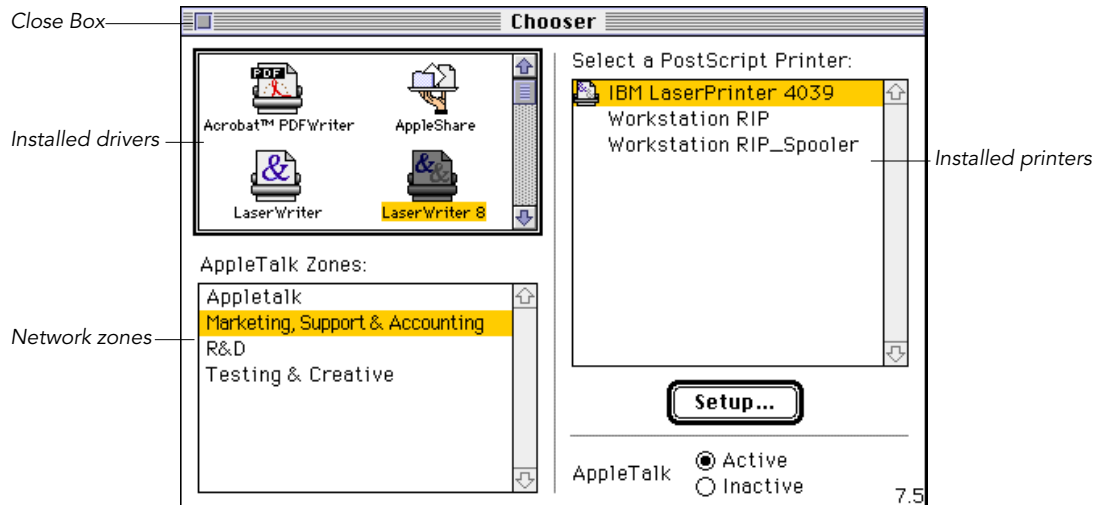 Close Box
Chooser
PDF
Acrobat™ PDFWriter
AppleShare
Installed drivers
&
LaserWriter
&
LaserWriter 8
AppleTalk Zones:
Appletalk
Marketing, Support & Accounting
Network zones
R&D
Testing & Creative
Select a PostScript Printer:
IBM LaserPrinter 4039
Workstation RIP
Workstation RIP_Spooler
Installed printers
Setup...
AppleTalk
Active
Inactive
7.5